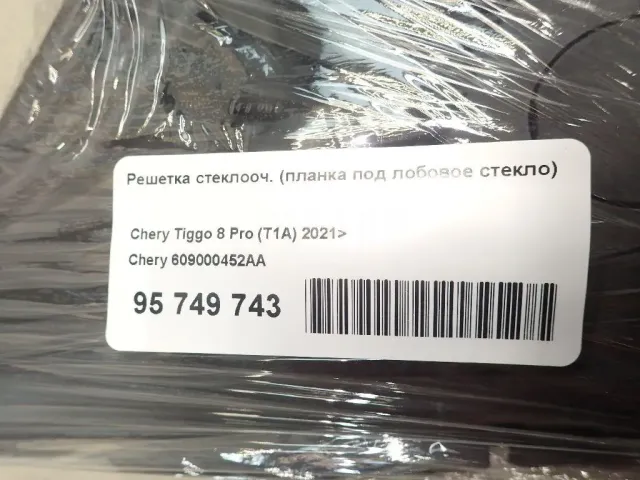 Решетка стеклооч. (планка под лобовое стекло)
Chery Tiggo 8 Pro (T1A) 2021>
Chery 609000452AA
95 749 743